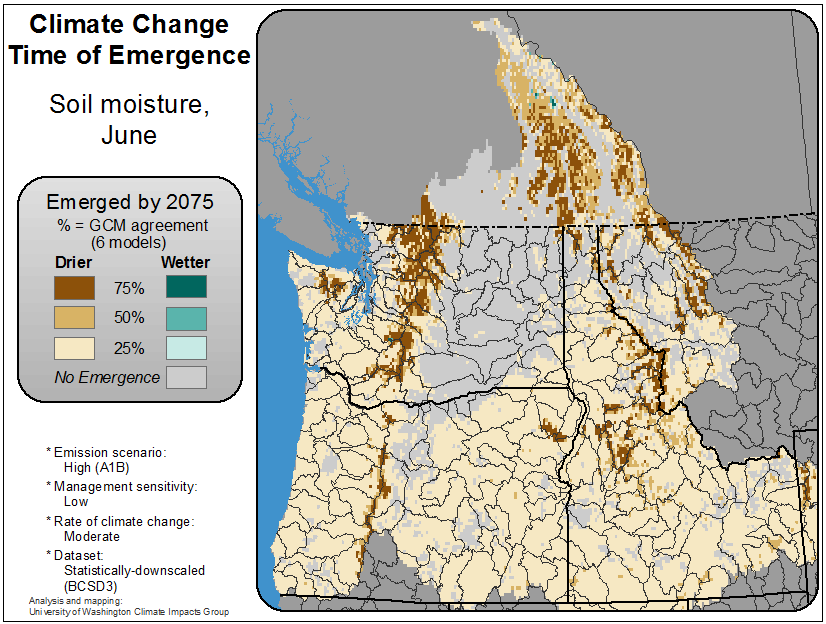 Climate Change
Time of Emergence
Soil moisture,
June
Emerged by 2075
% = GCM agreement
(6 models)
Drier Wetter
75%
50%
25%
No Emergence
* Emission scenario:
High (A1B)
* Management sensitivity:
Low
* Rate of climate change:
Moderate
* Dataset:
Statistically-downscaled
(BCSD3)
Analysis and mapping:
University of Washington Climate Impacts Group